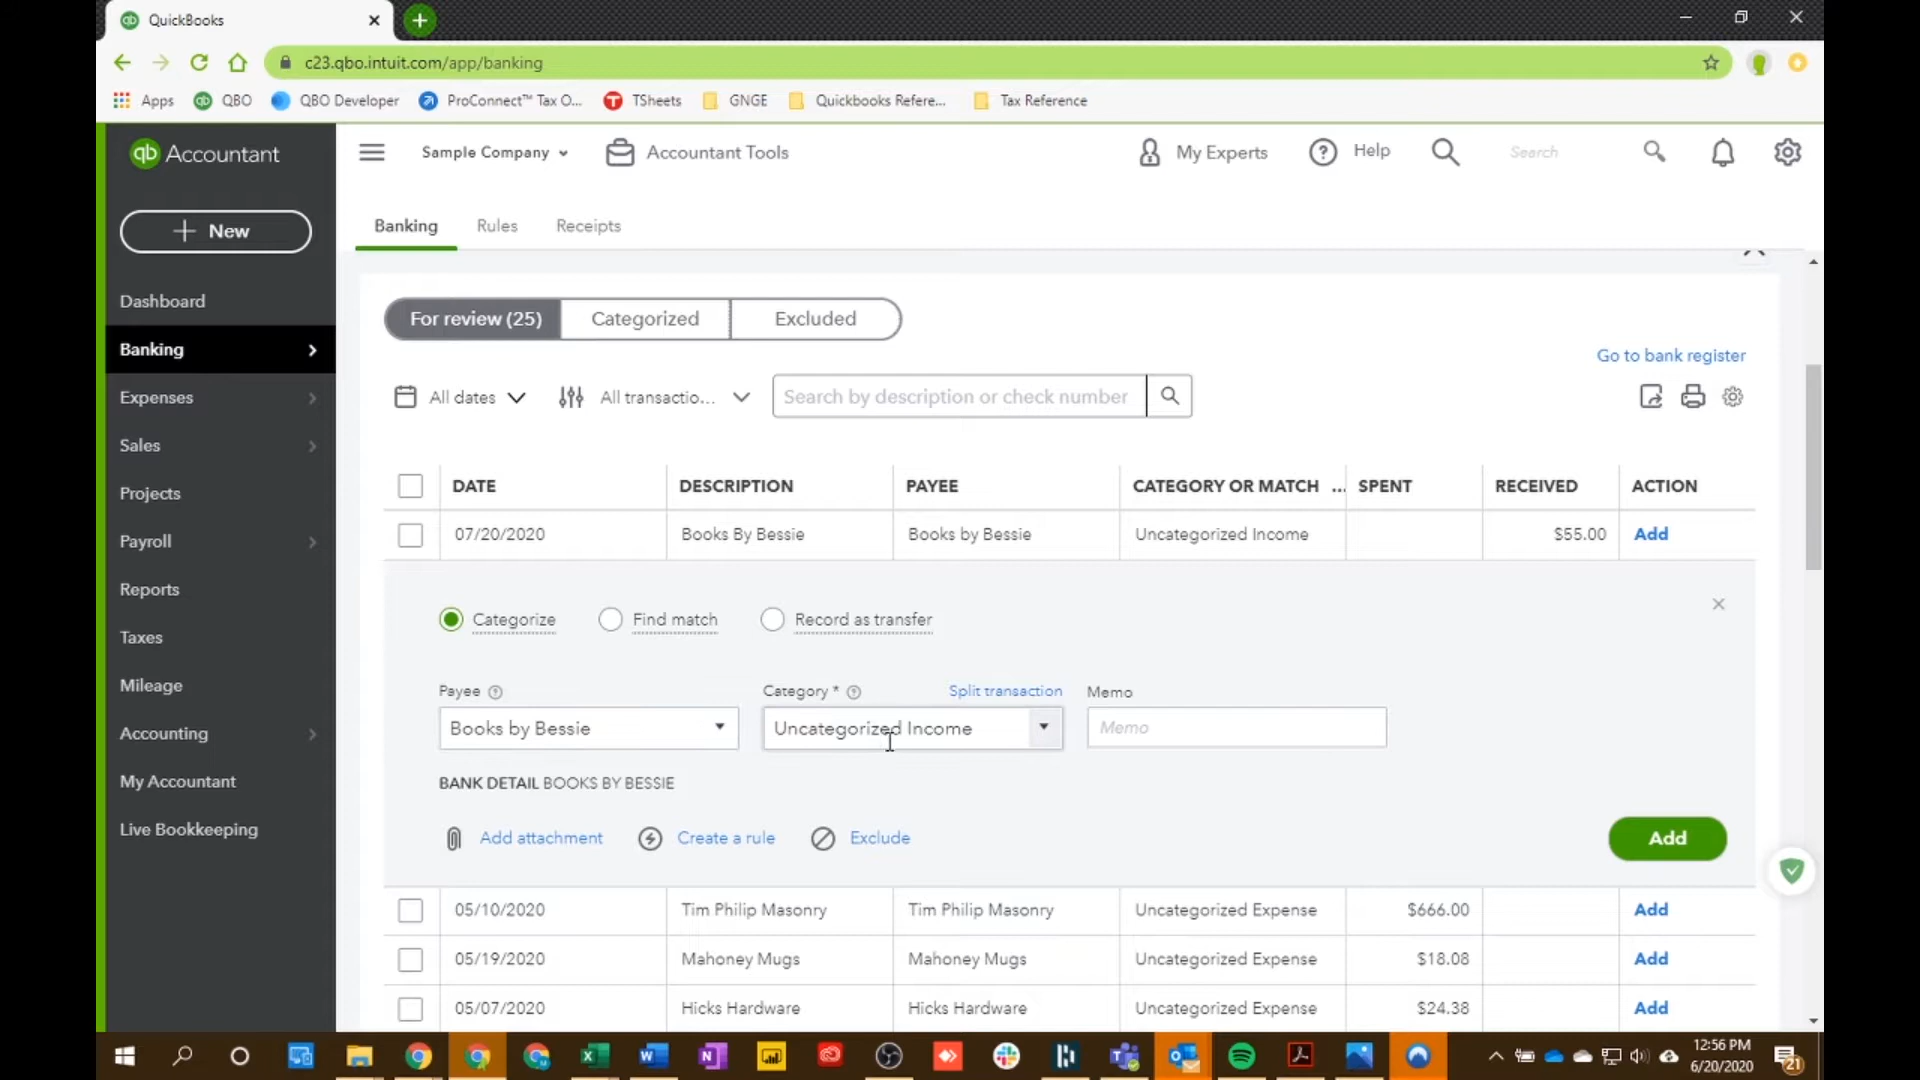 QuickBooks
c23.qbo.intuit.com/app/banking
Apps QBO QBO Developer ProConnect™ Tax O... TSheets GNGE Quickbooks Refere... Tax Reference
qb Accountant
Sample Company Accountant Tools My Experts Help Search
New
Banking Rules Receipts
Dashboard
Banking
Expenses
Sales
Projects
Payroll
Reports
Taxes
Mileage
Accounting
My Accountant
Live Bookkeeping
For review (25) Categorized Excluded
Go to bank register
All dates All transactio... Search by description or check number
DATE DESCRIPTION PAYEE CATEGORY OR MATCH ... SPENT RECEIVED ACTION
07/20/2020 Books By Bessie Books by Bessie Uncategorized Income $55.00 Add
Categorize Find match Record as transfer
Payee Category * Split transaction Memo
Books by Bessie Uncategorized Income Memo
BANK DETAIL BOOKS BY BESSIE
Add attachment Create a rule Exclude Add
05/10/2020 Tim Philip Masonry Tim Philip Masonry Uncategorized Expense $666.00 Add
05/19/2020 Mahoney Mugs Mahoney Mugs Uncategorized Expense $18.08 Add
05/07/2020 Hicks Hardware Hicks Hardware Uncategorized Expense $24.38 Add
12:56 PM
6/20/2020
21